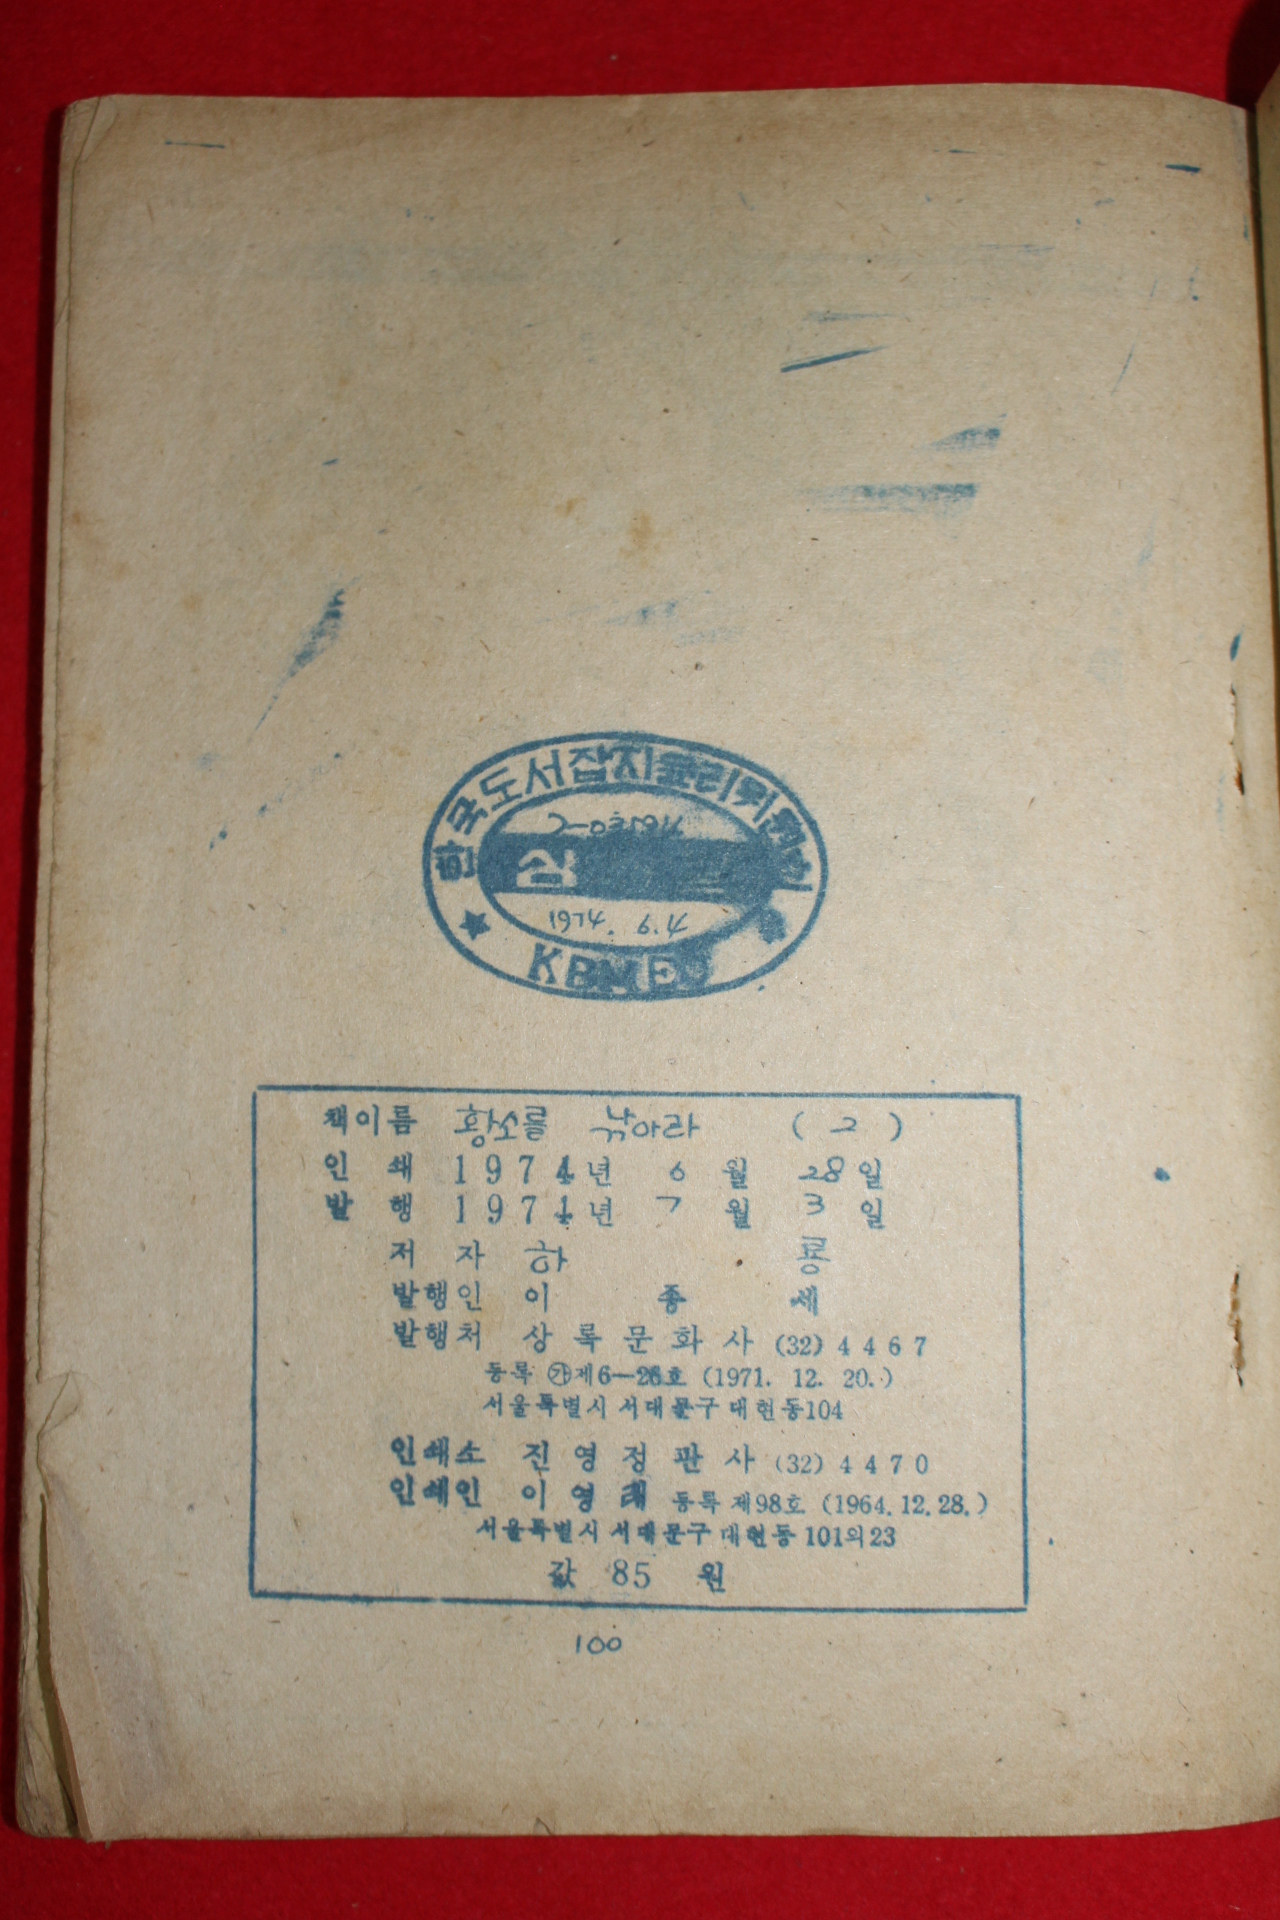 한국도서잡지윤리위원회
1974. 6. 4
책이름 황소를 낚아라 (2)
인쇄 1974년 6월 28일
발행 1974년 7월 3일
저자 하 룡
발행인 이 종 세
발행처 상록문화사 (32) 4467
등록 ㉮제6-26호 (1971. 12. 20.)
서울특별시 서대문구 대현동104
인쇄소 진영정판사 (32) 4470
인쇄인 이영래 등록 제98호 (1964. 12. 28.)
서울특별시 서대문구 대현동 101의23
값 85 원
100